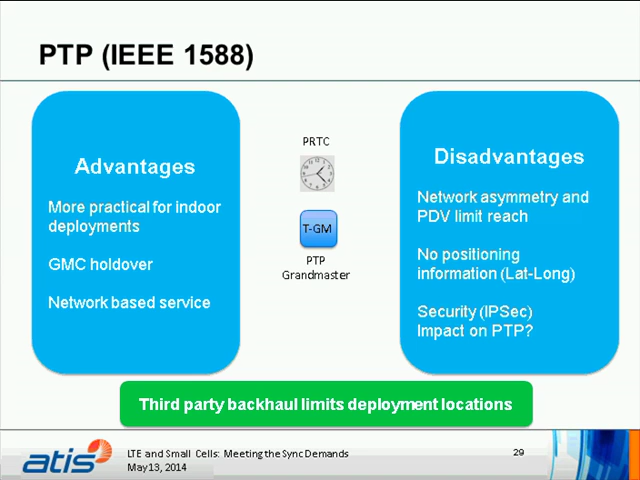 PTP (IEEE 1588)
Advantages
More practical for indoor
deployments
GMC holdover
Network based service
PRTC
T-GM
PTP
Grandmaster
Disadvantages
Network asymmetry and
PDV limit reach
No positioning
information (Lat-Long)
Security (IPSec)
Impact on PTP?
Third party backhaul limits deployment locations
atis
LTE and Small Cells: Meeting the Sync Demands
May 13, 2014
29